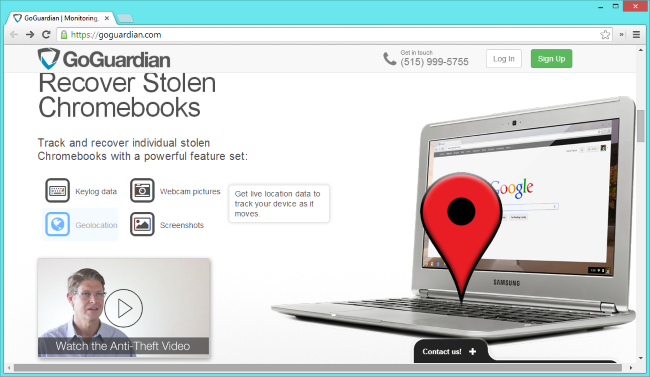 GoGuardian | Monitoring,
https://goguardian.com
GoGuardian
Get in touch
(515) 999-5755
Log In
Sign Up
Recover Stolen
Chromebooks
Track and recover individual stolen
Chromebooks with a powerful feature set:
Keylog data
Webcam pictures
Geolocation
Screenshots
Get live location data to
track your device as it
moves.
Google
SAMSUNG
Watch the Anti-Theft Video
Contact us!